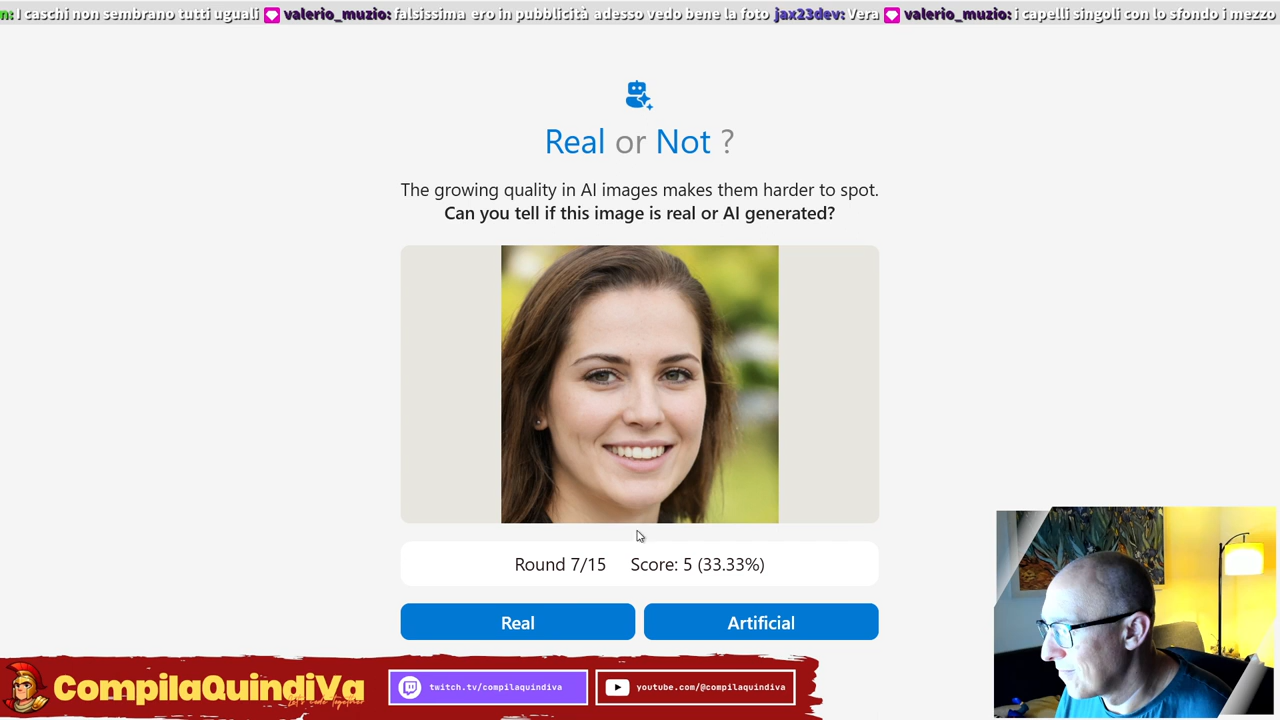 n: I caschi non sembrano tutti uguali valerio_muzio: falsissima ero in pubblicità adesso vedo bene la foto jax23dev: Vera valerio_muzio: i capelli singoli con lo sfondo i mezzo
Real or Not ?
The growing quality in AI images makes them harder to spot.
Can you tell if this image is real or AI generated?
Round 7/15 Score: 5 (33.33%)
Real Artificial
CompilaQuindiVa
Let's code Together
twitch.tv/compilaquindiva
youtube.com/@compilaquindiva